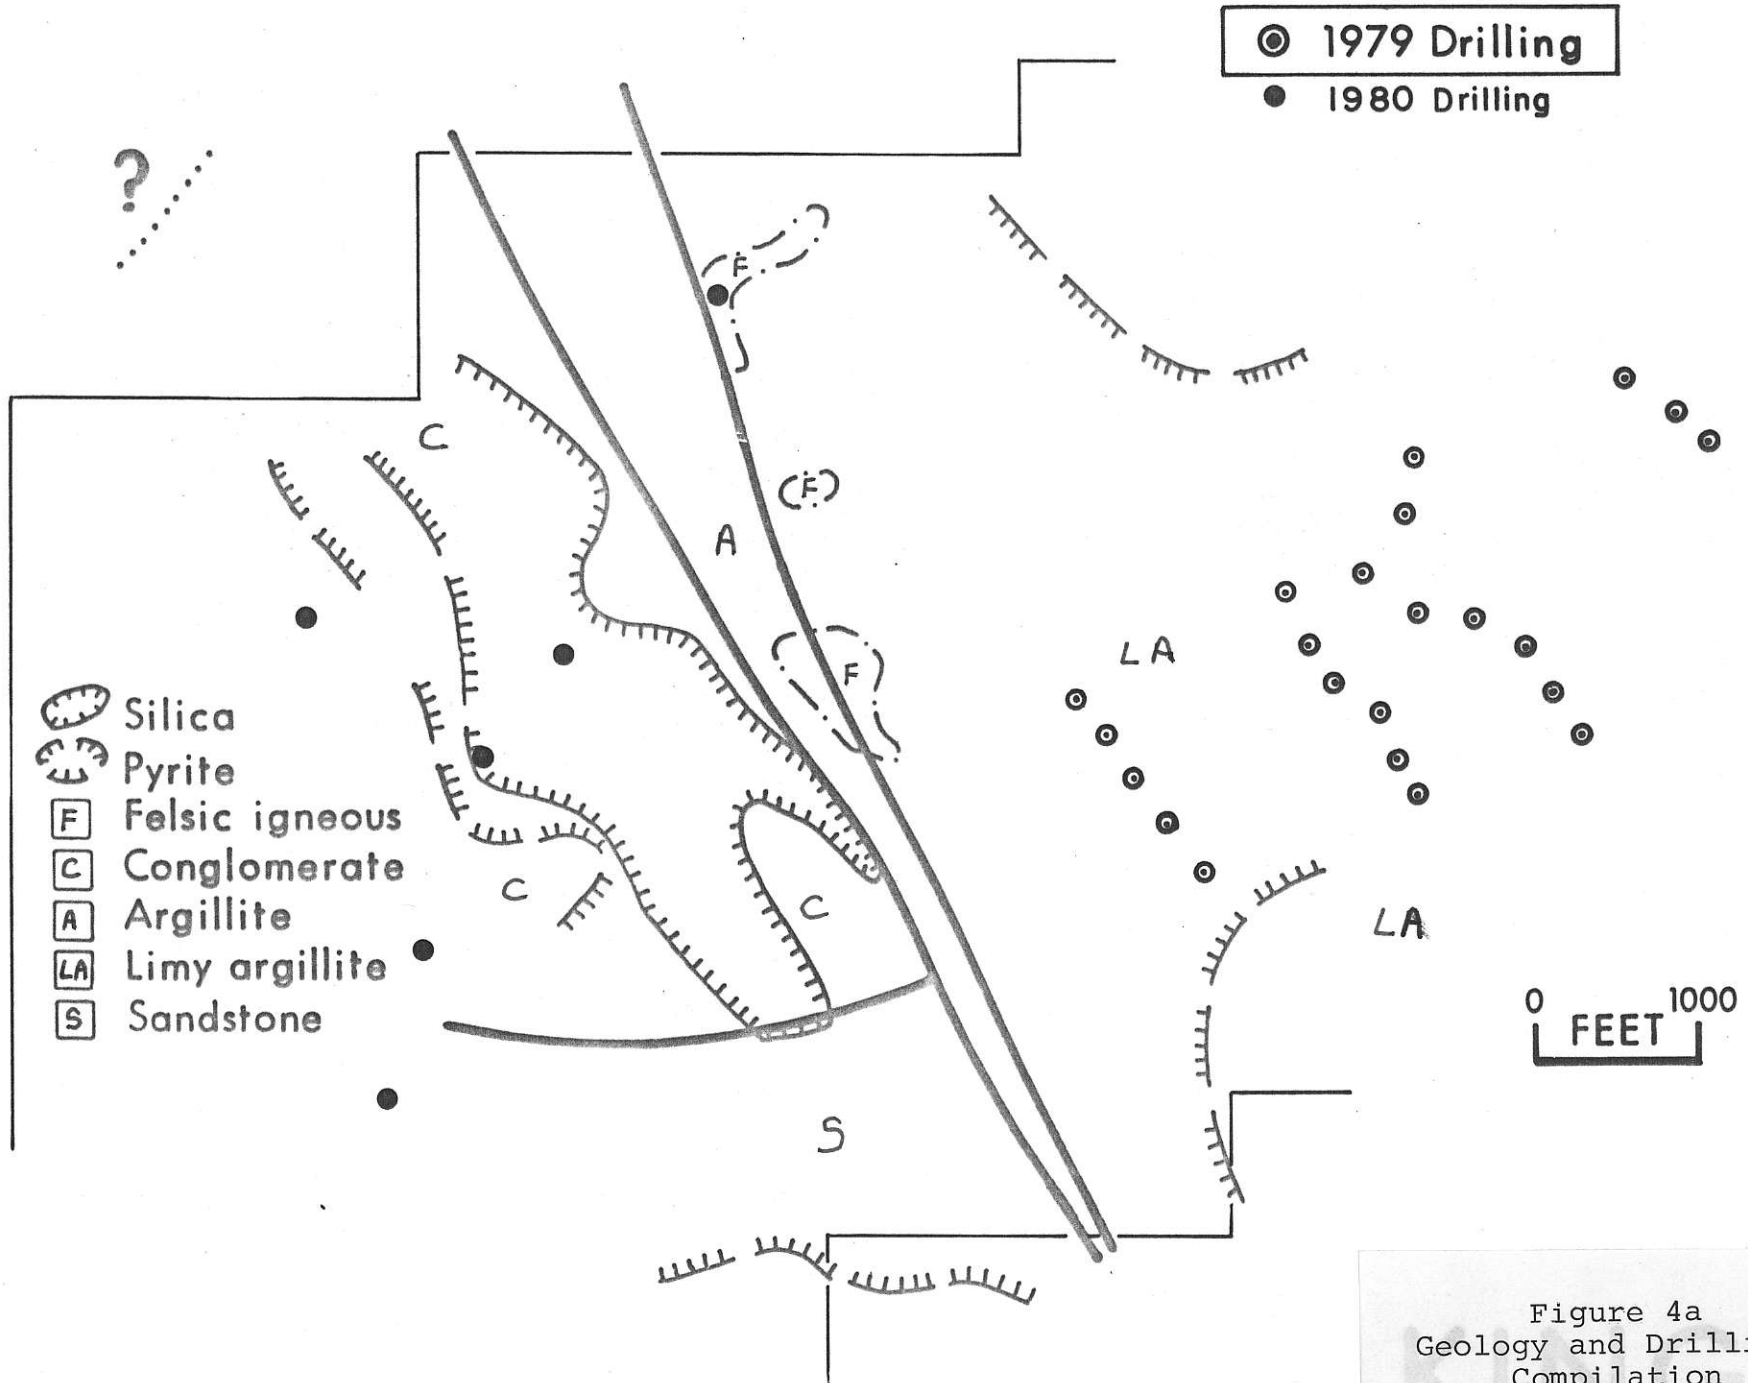 1979 Drilling
1980 Drilling
?
F
C
(F)
A
LA
F
Silica
Pyrite
F Felsic igneous
C Conglomerate
A Argillite
LA Limy argillite
S Sandstone
C
C
LA
0 1000
FEET
S
Figure 4a
Geology and Drilli
Compilation